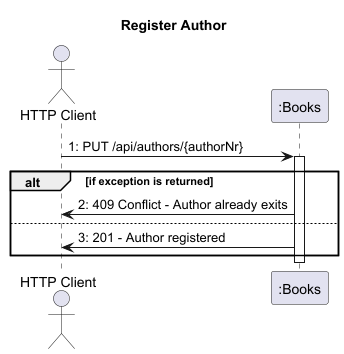 Register Author
HTTP Client
:Books
1: PUT /api/authors/{authorNr}
alt [if exception is returned]
2: 409 Conflict - Author already exits
3: 201 - Author registered
HTTP Client
:Books